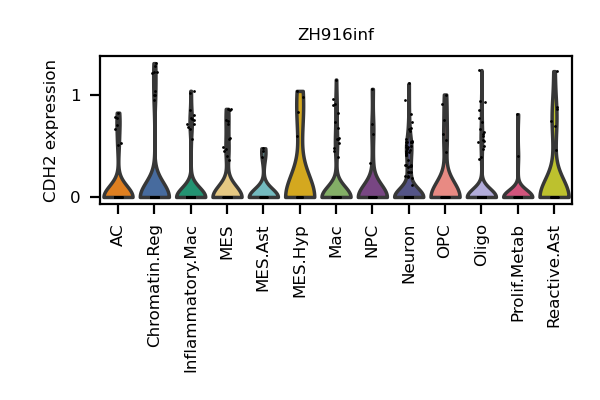 ZH916inf
CDH2 expression
1
0
AC
Chromatin.Reg
Inflammatory.Mac
MES
MES.Ast
MES.Hyp
Mac
NPC
Neuron
OPC
Oligo
Prolif.Metab
Reactive.Ast